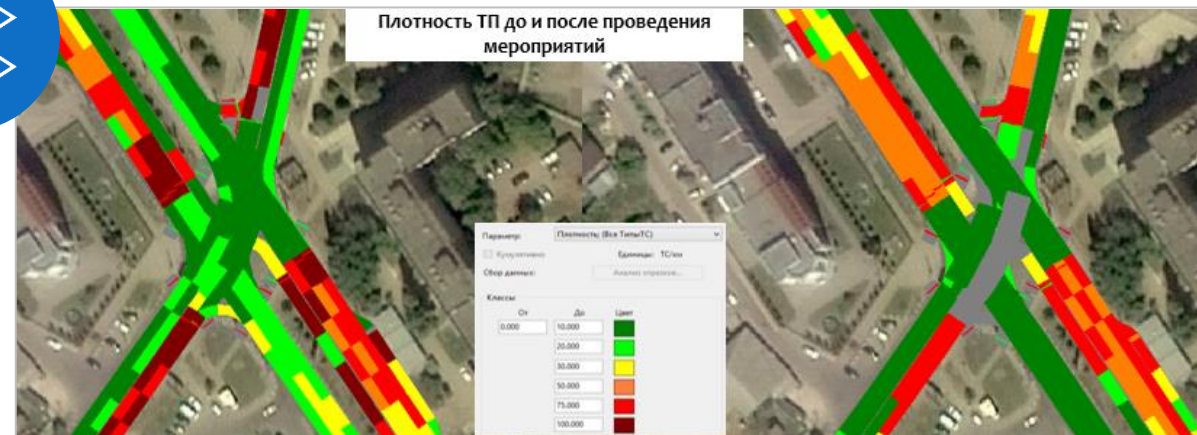 Плотность ТП до и после проведения
мероприятий
Параметр: Плотность; (Все ТипыТС)
Кумулятивно Единицы: ТС/км
Сбор данных: Анализ отрезков...
Классы
От До Цвет
0.000 10.000
20.000
30.000
50.000
75.000
100.000